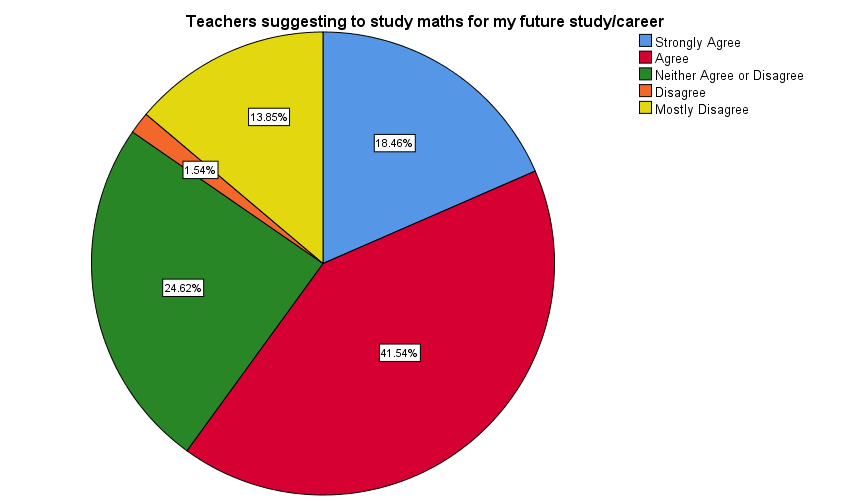 Teachers suggesting to study maths for my future study/career
Strongly Agree
Agree
Neither Agree or Disagree
Disagree
Mostly Disagree
13.85%
18.46%
1.54%
24.62%
41.54%